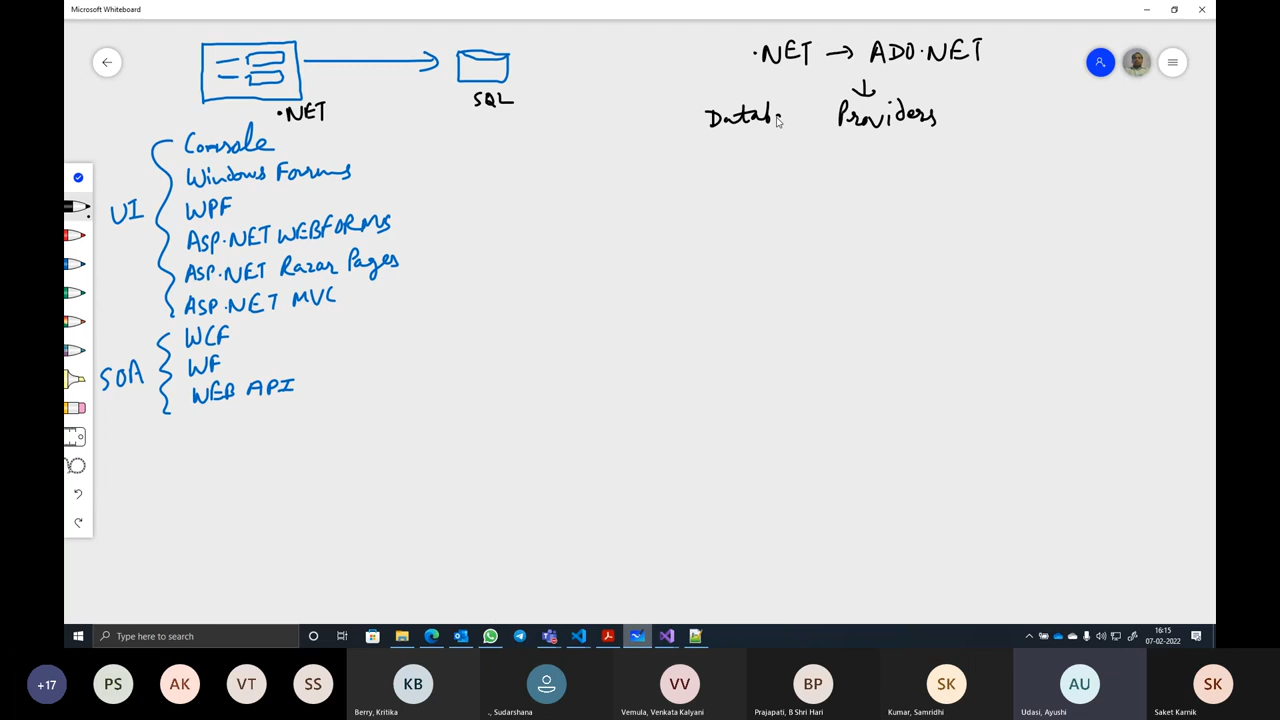 Microsoft Whiteboard
.NET → ADO.NET
SQL
.NET
Datab Providers
Console
Windows Forms
WPF
UI
ASP.NET WEBFORMS
ASP.NET Razar Pages
ASP.NET MVC
WCF
SOA
WF
WEB API
Type here to search
16:15
07-02-2022
+17
PS
AK
VT
SS
KB
VV
BP
SK
AU
SK
Berry, Kritika
., Sudarshana
Vemula, Venkata Kalyani
Prajapati, B Shri Hari
Kumar, Samridhi
Udasi, Ayushi
Saket Karnik